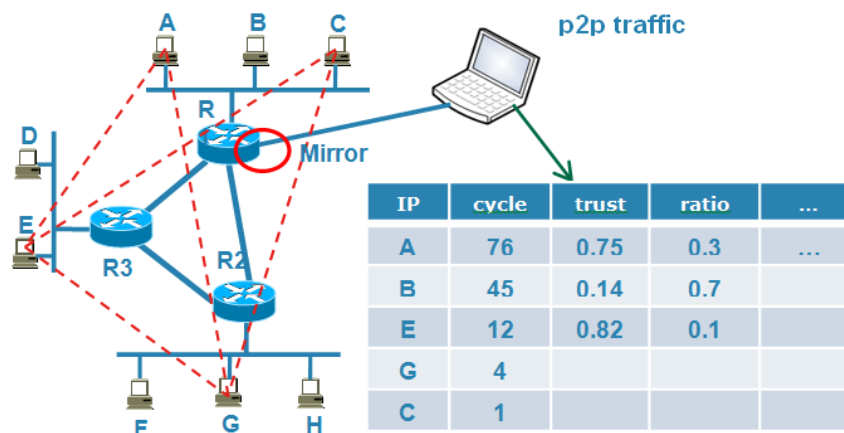 A
B
C
p2p traffic
R
D
Mirror
E
R3
R2
F
G
H
IP cycle trust ratio ...
A 76 0.75 0.3 ...
B 45 0.14 0.7
E 12 0.82 0.1
G 4
C 1